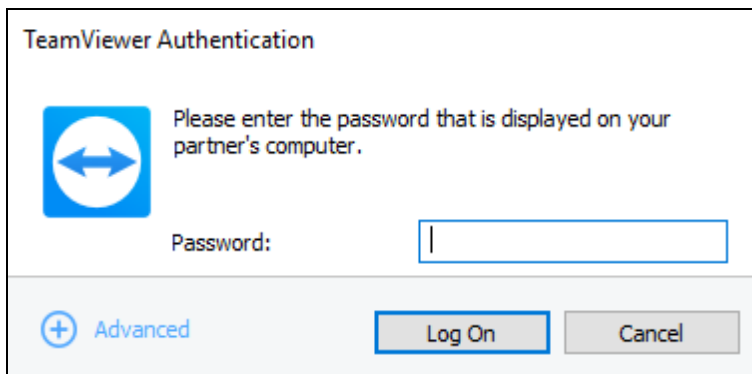 TeamViewer Authentication
Please enter the password that is displayed on your
partner's computer.
Password:
Advanced
Log On
Cancel